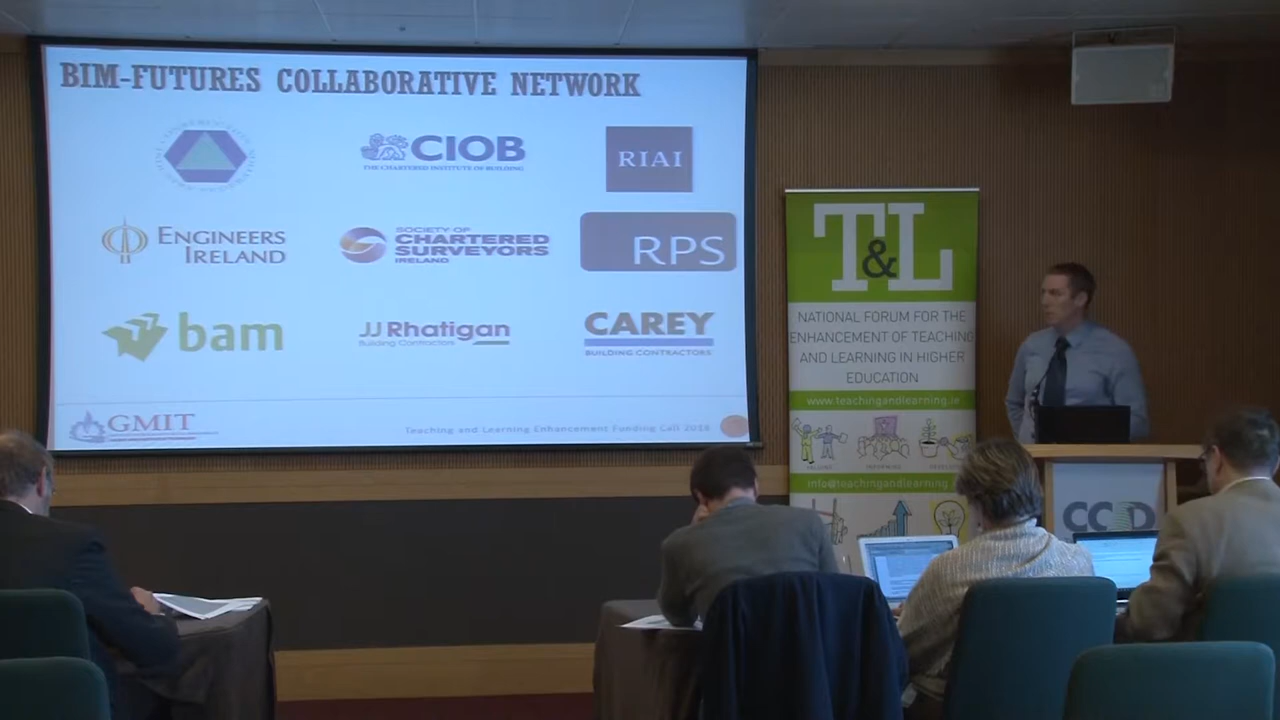 BIM-FUTURES COLLABORATIVE NETWORK
CIOB
THE CHARTERED INSTITUTE OF BUILDING
RIAI
ENGINEERS
IRELAND
SOCIETY OF
CHARTERED
SURVEYORS
IRELAND
RPS
bam
JJ Rhatigan
Building Contractors
CAREY
BUILDING CONTRACTORS
GMIT
Teaching and Learning Enhancement Funding Call 2016
T&L
NATIONAL FORUM FOR THE
ENHANCEMENT OF TEACHING
AND LEARNING IN HIGHER
EDUCATION
www.teachingandlearning.ie
info@teachingandlearning